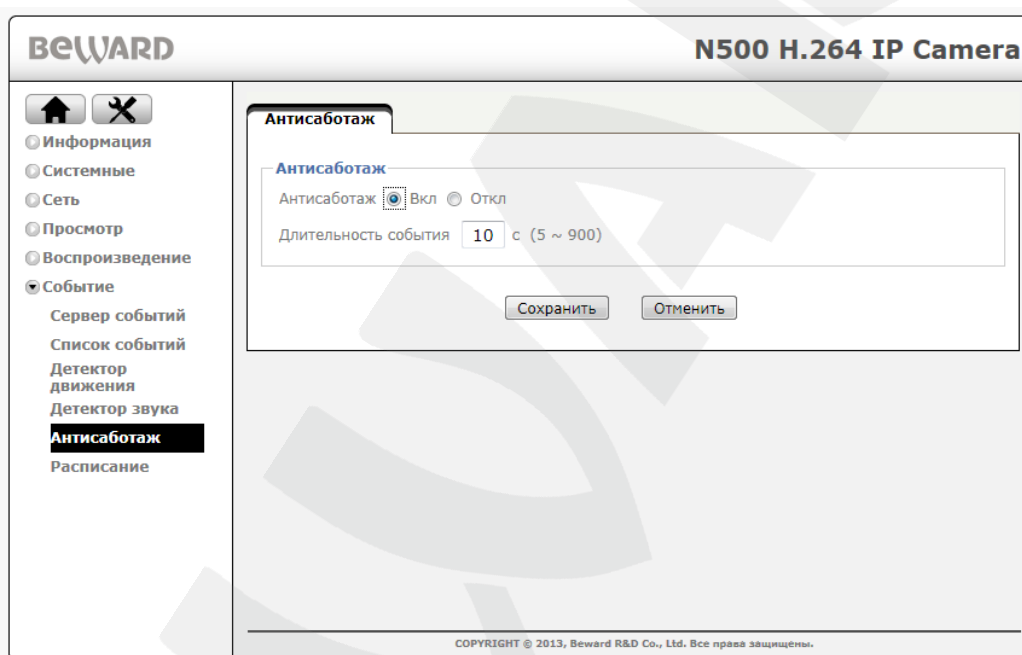 BEWARD
N500 H.264 IP Camera
Информация
Системные
Сеть
Просмотр
Воспроизведение
Событие
Сервер событий
Список событий
Детектор
движения
Детектор звука
Антисаботаж
Расписание
Антисаботаж
Антисаботаж
Антисаботаж Вкл Откл
Длительность события 10 с (5 ~ 900)
Сохранить Отменить
COPYRIGHT © 2013, Beward R&D Co., Ltd. Все права защищены.